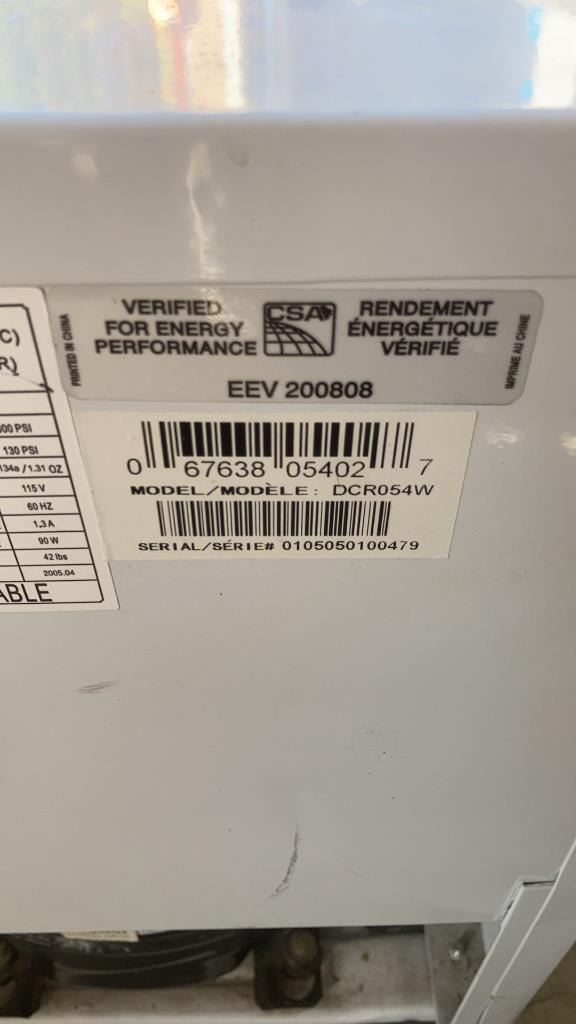 VERIFIED
FOR ENERGY
PERFORMANCE
CSA
RENDEMENT
ÉNERGÉTIQUE
VÉRIFIÉ
PRINTED IN CHINA
IMPRIMÉ AU CHINE
EEV 200808
0 67638 05402 7
MODEL/MODÈLE: DCR054W
SERIAL/SÉRIE# 0105050100479
C)
R)
00 PSI
130 PSI
134a / 1.31 OZ
115 V
60 HZ
1.3 A
90 W
42 lbs
2005.04
ABLE